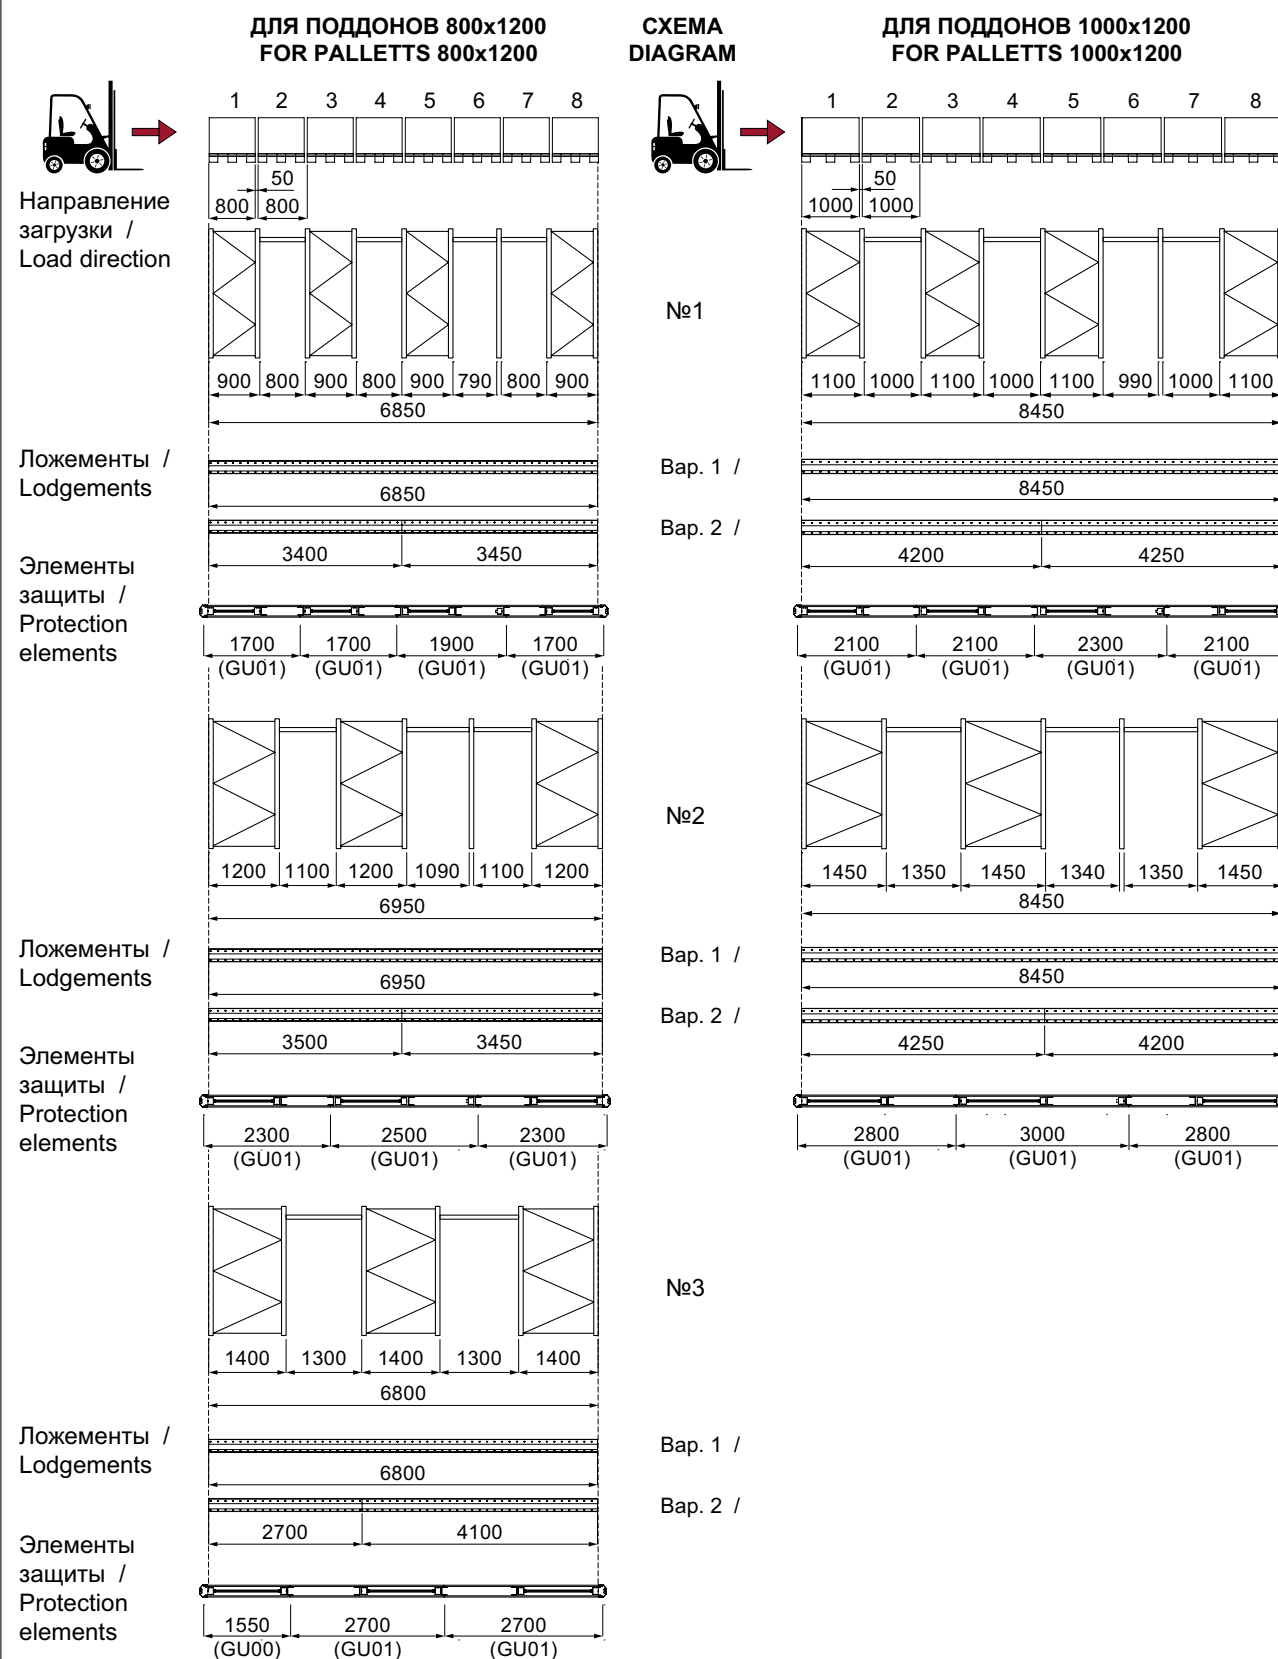 ДЛЯ ПОДДОНОВ 800x1200
FOR PALLETTS 800x1200
СХЕМА
DIAGRAM
ДЛЯ ПОДДОНОВ 1000x1200
FOR PALLETTS 1000x1200
1 2 3 4 5 6 7 8
1 2 3 4 5 6 7 8
Направление
загрузки /
Load direction
50
800 800
50
1000 1000
№1
900 800 900 800 900 790 800 900
6850
1100 1000 1100 1000 1100 990 1000 1100
8450
Ложементы /
Lodgements
6850
Вар. 1 /
8450
3400 3450
Вар. 2 /
4200 4250
Элементы
защиты /
Protection
elements
1700 1700 1900 1700
(GU01) (GU01) (GU01) (GU01)
2100 2100 2300 2100
(GU01) (GU01) (GU01) (GU01)
№2
1200 1100 1200 1090 1100 1200
6950
1450 1350 1450 1340 1350 1450
8450
Ложементы /
Lodgements
6950
Вар. 1 /
8450
3500 3450
Вар. 2 /
4250 4200
Элементы
защиты /
Protection
elements
2300 2500 2300
(GU01) (GU01) (GU01)
2800 3000 2800
(GU01) (GU01) (GU01)
№3
1400 1300 1400 1300 1400
6800
Ложементы /
Lodgements
6800
Вар. 1 /
2700 4100
Вар. 2 /
Элементы
защиты /
Protection
elements
1550 2700 2700
(GU00) (GU01) (GU01)